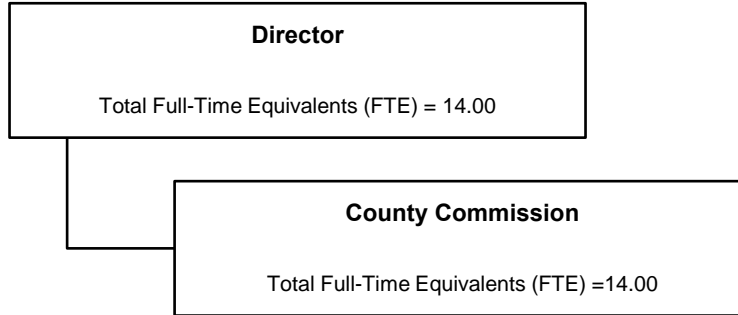 Director
Total Full-Time Equivalents (FTE) = 14.00
County Commission
Total Full-Time Equivalents (FTE) =14.00